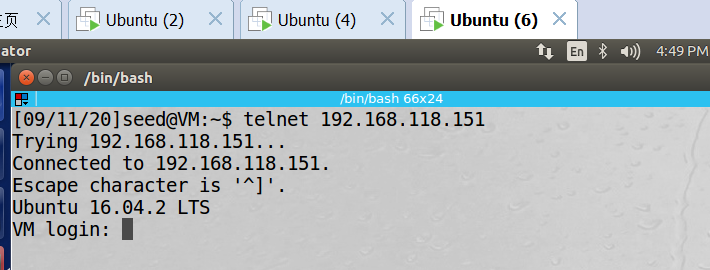 主页 Ubuntu (2) Ubuntu (4) Ubuntu (6)
ator En 4:49 PM
/bin/bash
/bin/bash 66x24
[09/11/20]seed@VM:~$ telnet 192.168.118.151
Trying 192.168.118.151...
Connected to 192.168.118.151.
Escape character is '^]'.
Ubuntu 16.04.2 LTS
VM login: